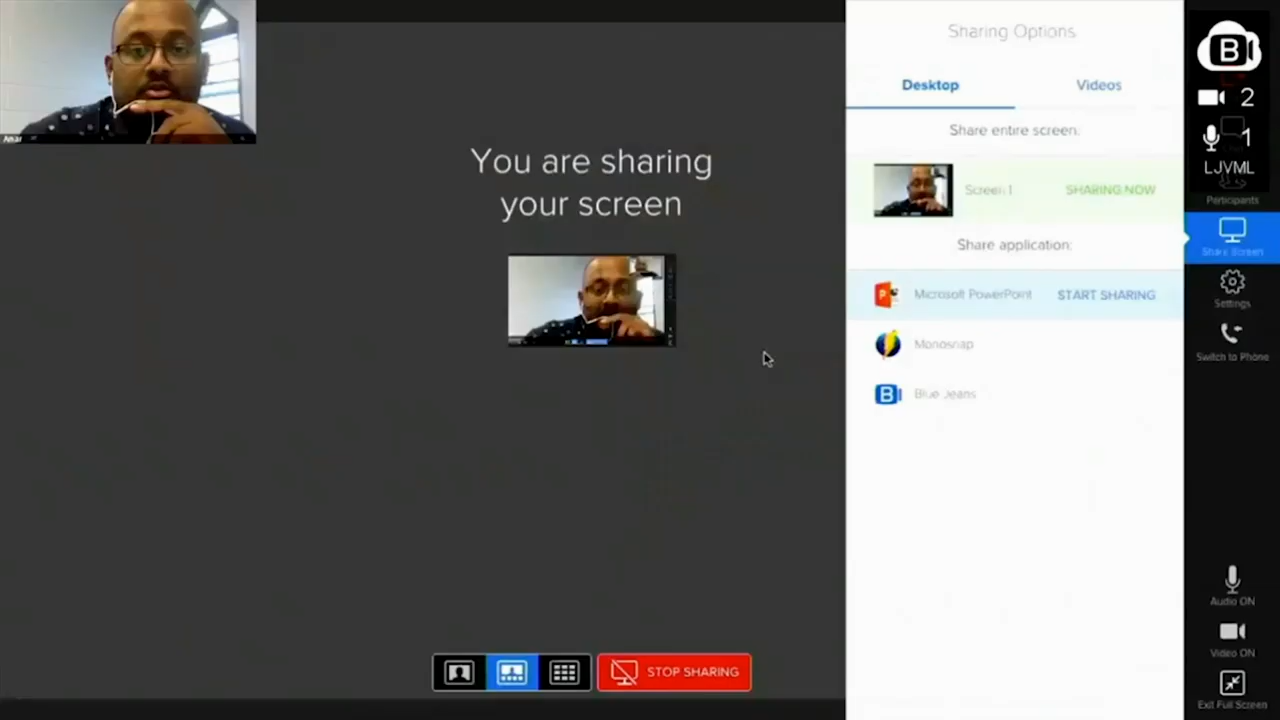 You are sharing
your screen
STOP SHARING
Sharing Options
Desktop
Videos
Share entire screen:
Screen 1
SHARING NOW
Share application:
P
Microsoft PowerPoint
START SHARING
Monosnap
B
Blue Jeans
B
2
1
LJVML
Participants
Share Screen
Settings
Switch to Phone
Audio ON
Video ON
Exit Full Screen